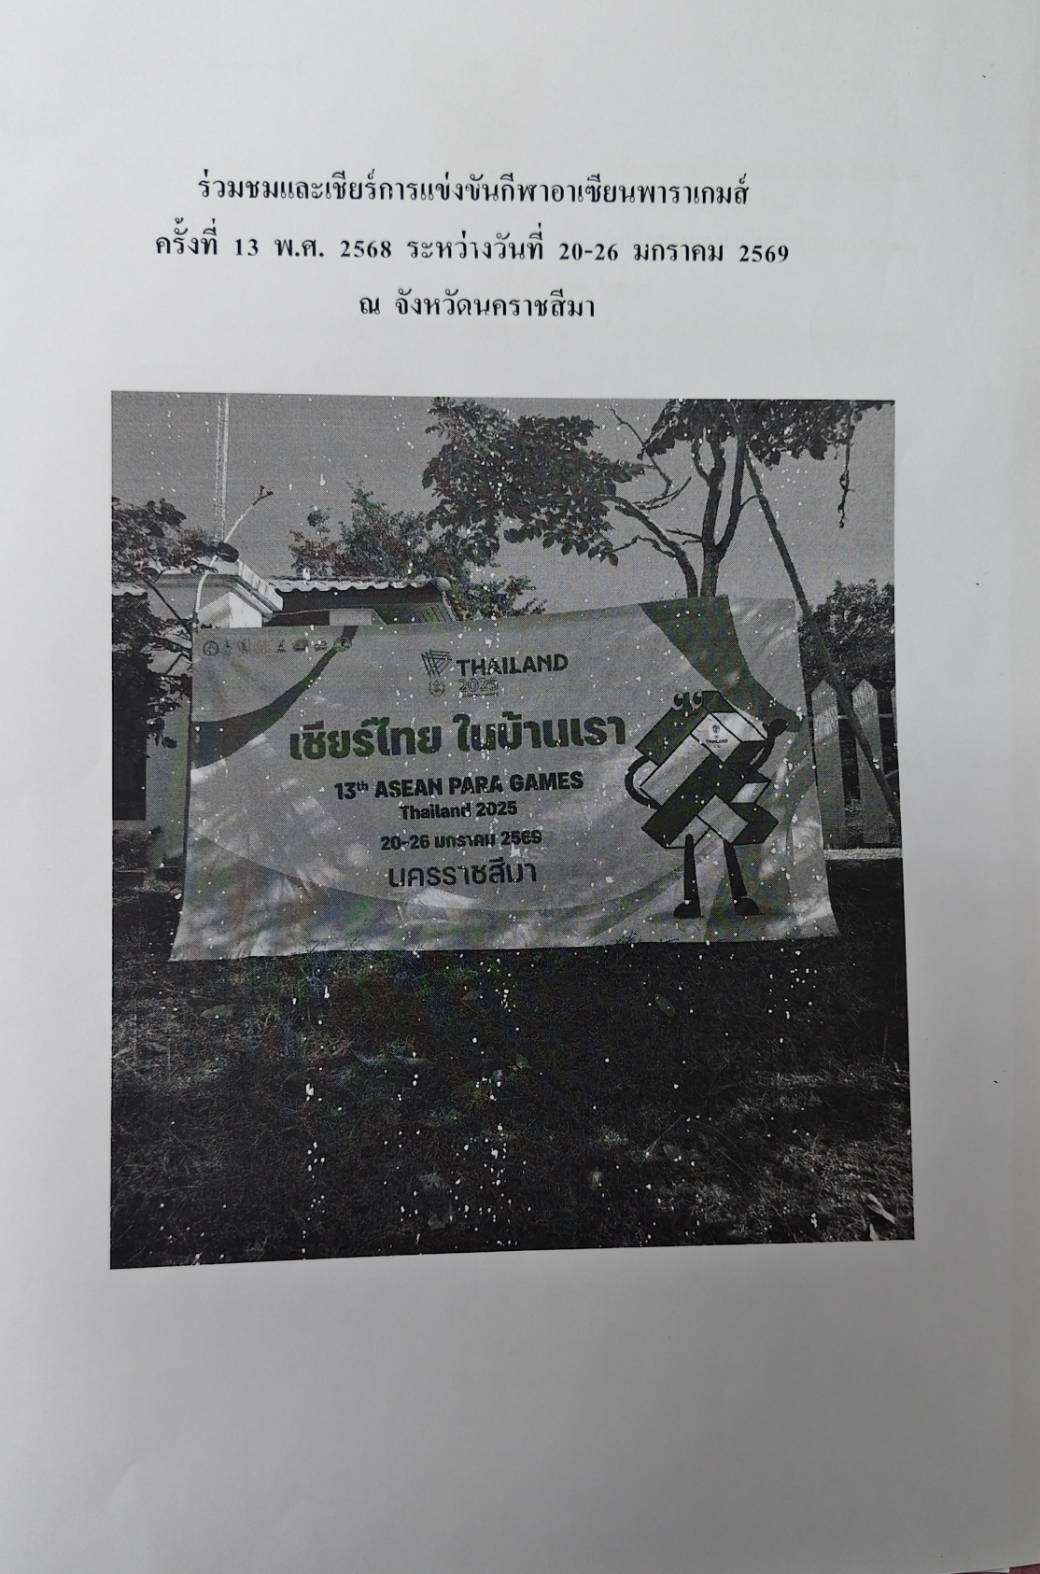 ร่วมชมและเชียร์การแข่งขันกีฬาอาเซียนพาราเกมส์
ครั้งที่ 13 พ.ศ. 2568 ระหว่างวันที่ 20-26 มกราคม 2569
ณ จังหวัดนคราชสีมา
THAILAND
2025
เชียร์ไทย ในบ้านเรา
THAILAND
13th ASEAN PARA GAMES
Thailand 2025
20-26 มกราคม 2569
นครราชสีมา